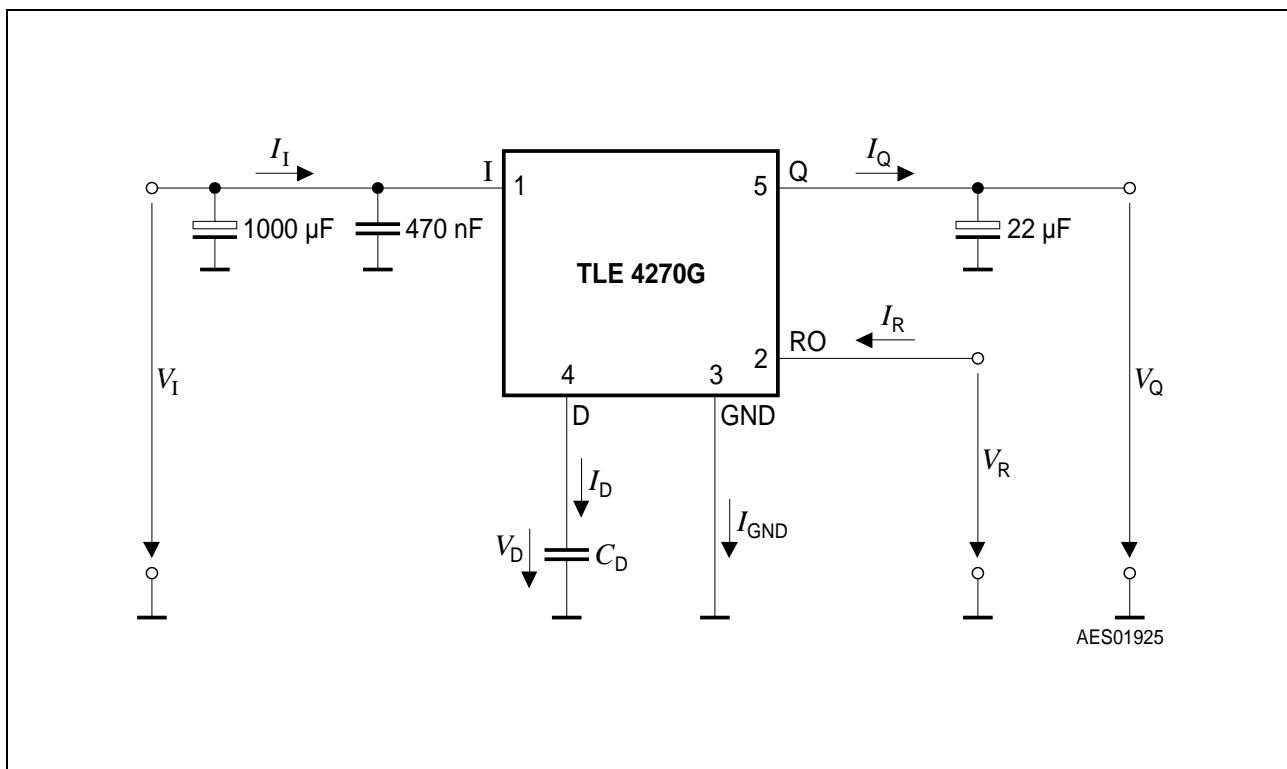 I_I
I_Q
I
1
5
Q
1000 µF
470 nF
22 µF
TLE 4270G
I_R
2
RO
4
3
D
GND
V_I
V_Q
I_D
V_R
V_D
C_D
I_GND
AES01925